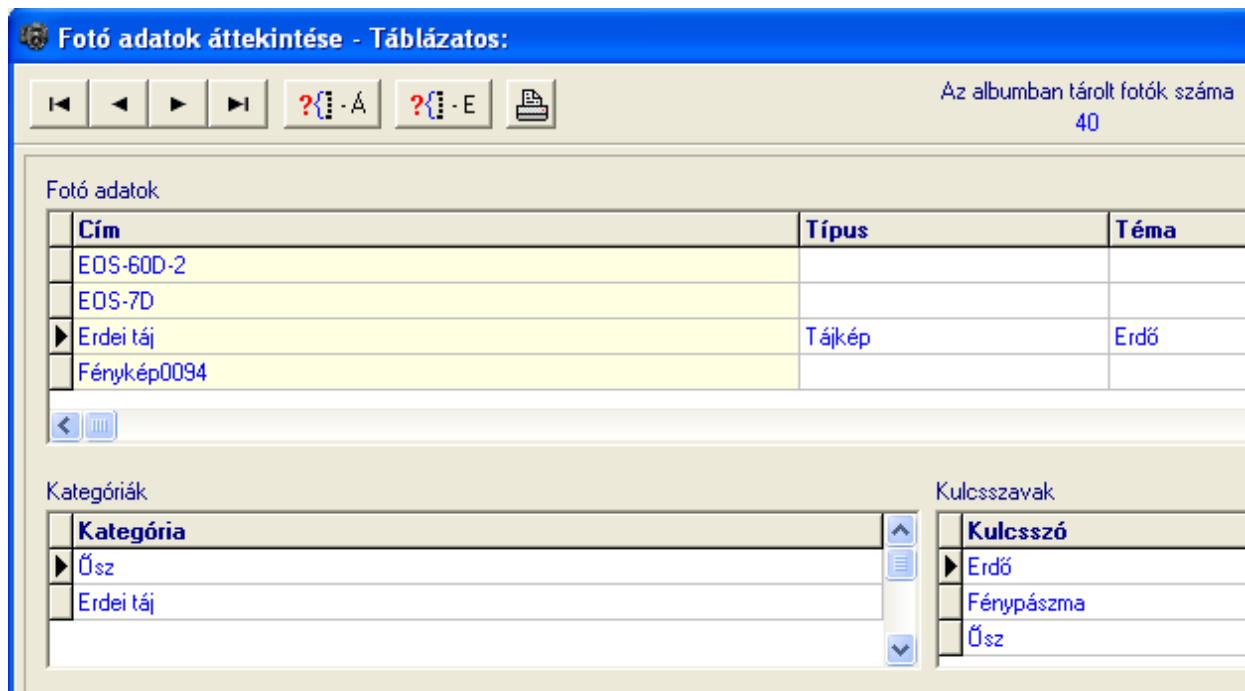 Fotó adatok áttekintése - Táblázatos:
?{ - Á ?{ - E Az albumban tárolt fotók száma
40
Fotó adatok
Cím Típus Téma
EOS-60D-2
EOS-7D
Erdei táj Tájkép Erdő
Fénykép0094
Kategóriák Kulcsszavak
Kategória Kulcsszó
Ősz Erdő
Erdei táj Fénypászma
Ősz